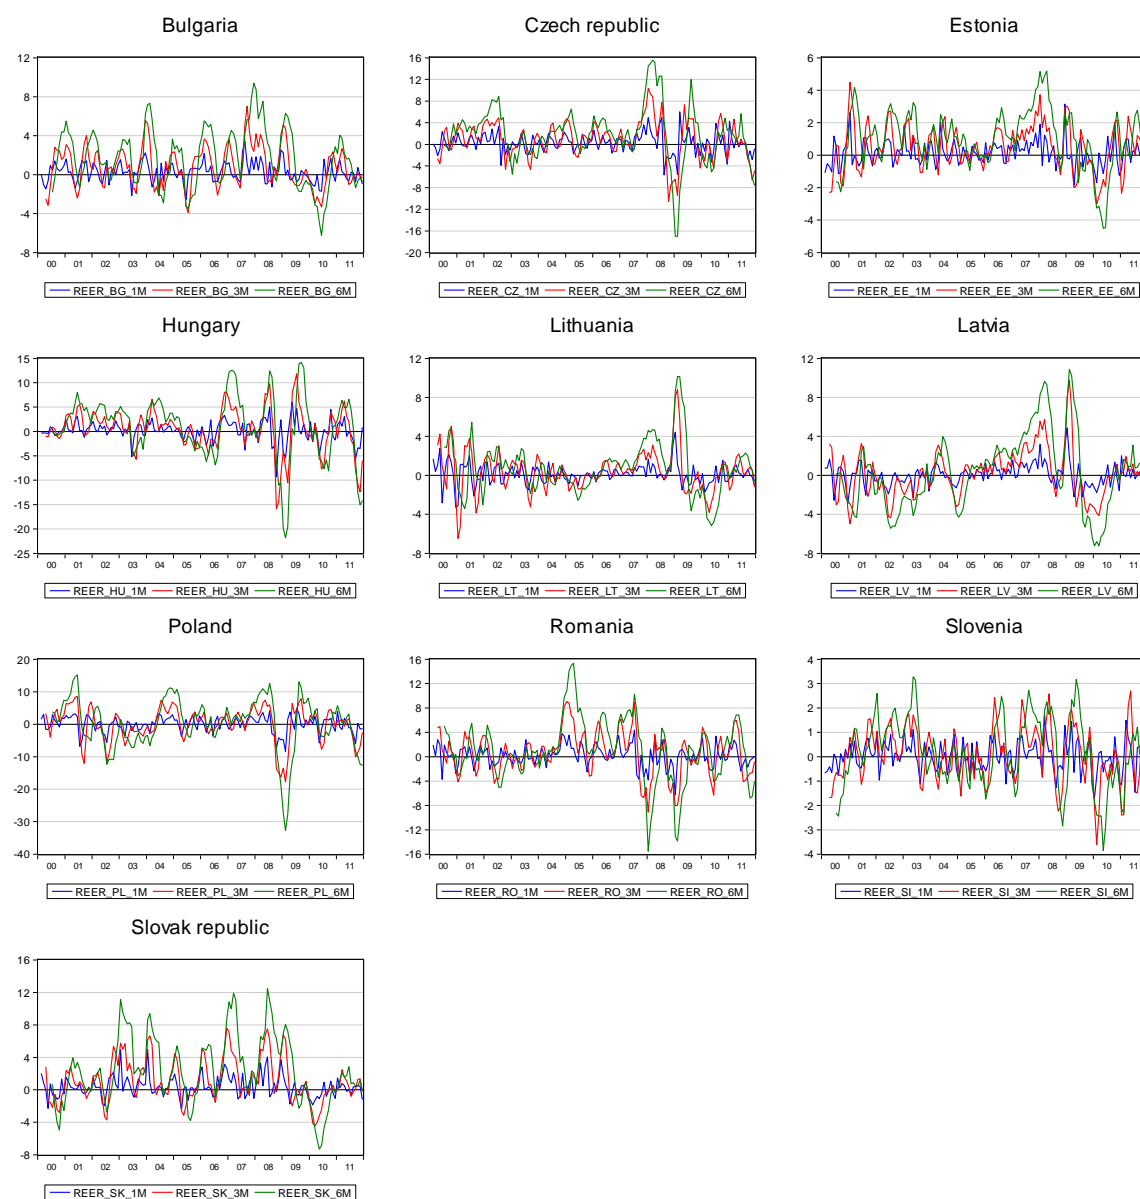 Bulgaria
Czech republic
Estonia
12
8
4
0
-4
-8
00 01 02 03 04 05 06 07 08 09 10 11
REER_BG_1M REER_BG_3M REER_BG_6M
16
12
8
4
0
-4
-8
-12
-16
-20
00 01 02 03 04 05 06 07 08 09 10 11
REER_CZ_1M REER_CZ_3M REER_CZ_6M
6
4
2
0
-2
-4
-6
00 01 02 03 04 05 06 07 08 09 10 11
REER_EE_1M REER_EE_3M REER_EE_6M
Hungary
Lithuania
Latvia
15
10
5
0
-5
-10
-15
-20
-25
00 01 02 03 04 05 06 07 08 09 10 11
REER_HU_1M REER_HU_3M REER_HU_6M
12
8
4
0
-4
-8
00 01 02 03 04 05 06 07 08 09 10 11
REER_LT_1M REER_LT_3M REER_LT_6M
12
8
4
0
-4
-8
00 01 02 03 04 05 06 07 08 09 10 11
REER_LV_1M REER_LV_3M REER_LV_6M
Poland
Romania
Slovenia
20
10
0
-10
-20
-30
-40
00 01 02 03 04 05 06 07 08 09 10 11
REER_PL_1M REER_PL_3M REER_PL_6M
16
12
8
4
0
-4
-8
-12
-16
00 01 02 03 04 05 06 07 08 09 10 11
REER_RO_1M REER_RO_3M REER_RO_6M
4
3
2
1
0
-1
-2
-3
-4
00 01 02 03 04 05 06 07 08 09 10 11
REER_SI_1M REER_SI_3M REER_SI_6M
Slovak republic
16
12
8
4
0
-4
-8
00 01 02 03 04 05 06 07 08 09 10 11
REER_SK_1M REER_SK_3M REER_SK_6M